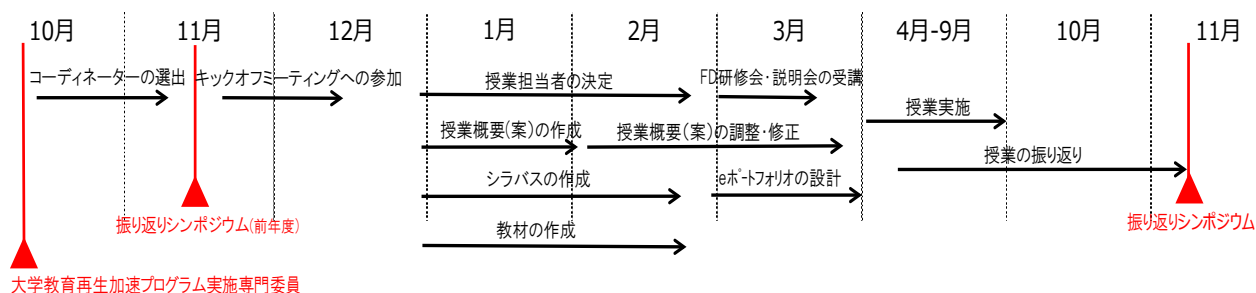 10月 11月 12月 1月 2月 3月 4月-9月 10月 11月
コーディネーターの選出 キックオフミーティングへの参加 授業担当者の決定 FD研修会・説明会の受講
授業実施
授業概要(案)の作成 授業概要(案)の調整・修正
授業の振り返り
シラバスの作成 eポートフォリオの設計
振り返りシンポジウム(前年度) 教材の作成 振り返りシンポジウム
大学教育再生加速プログラム実施専門委員